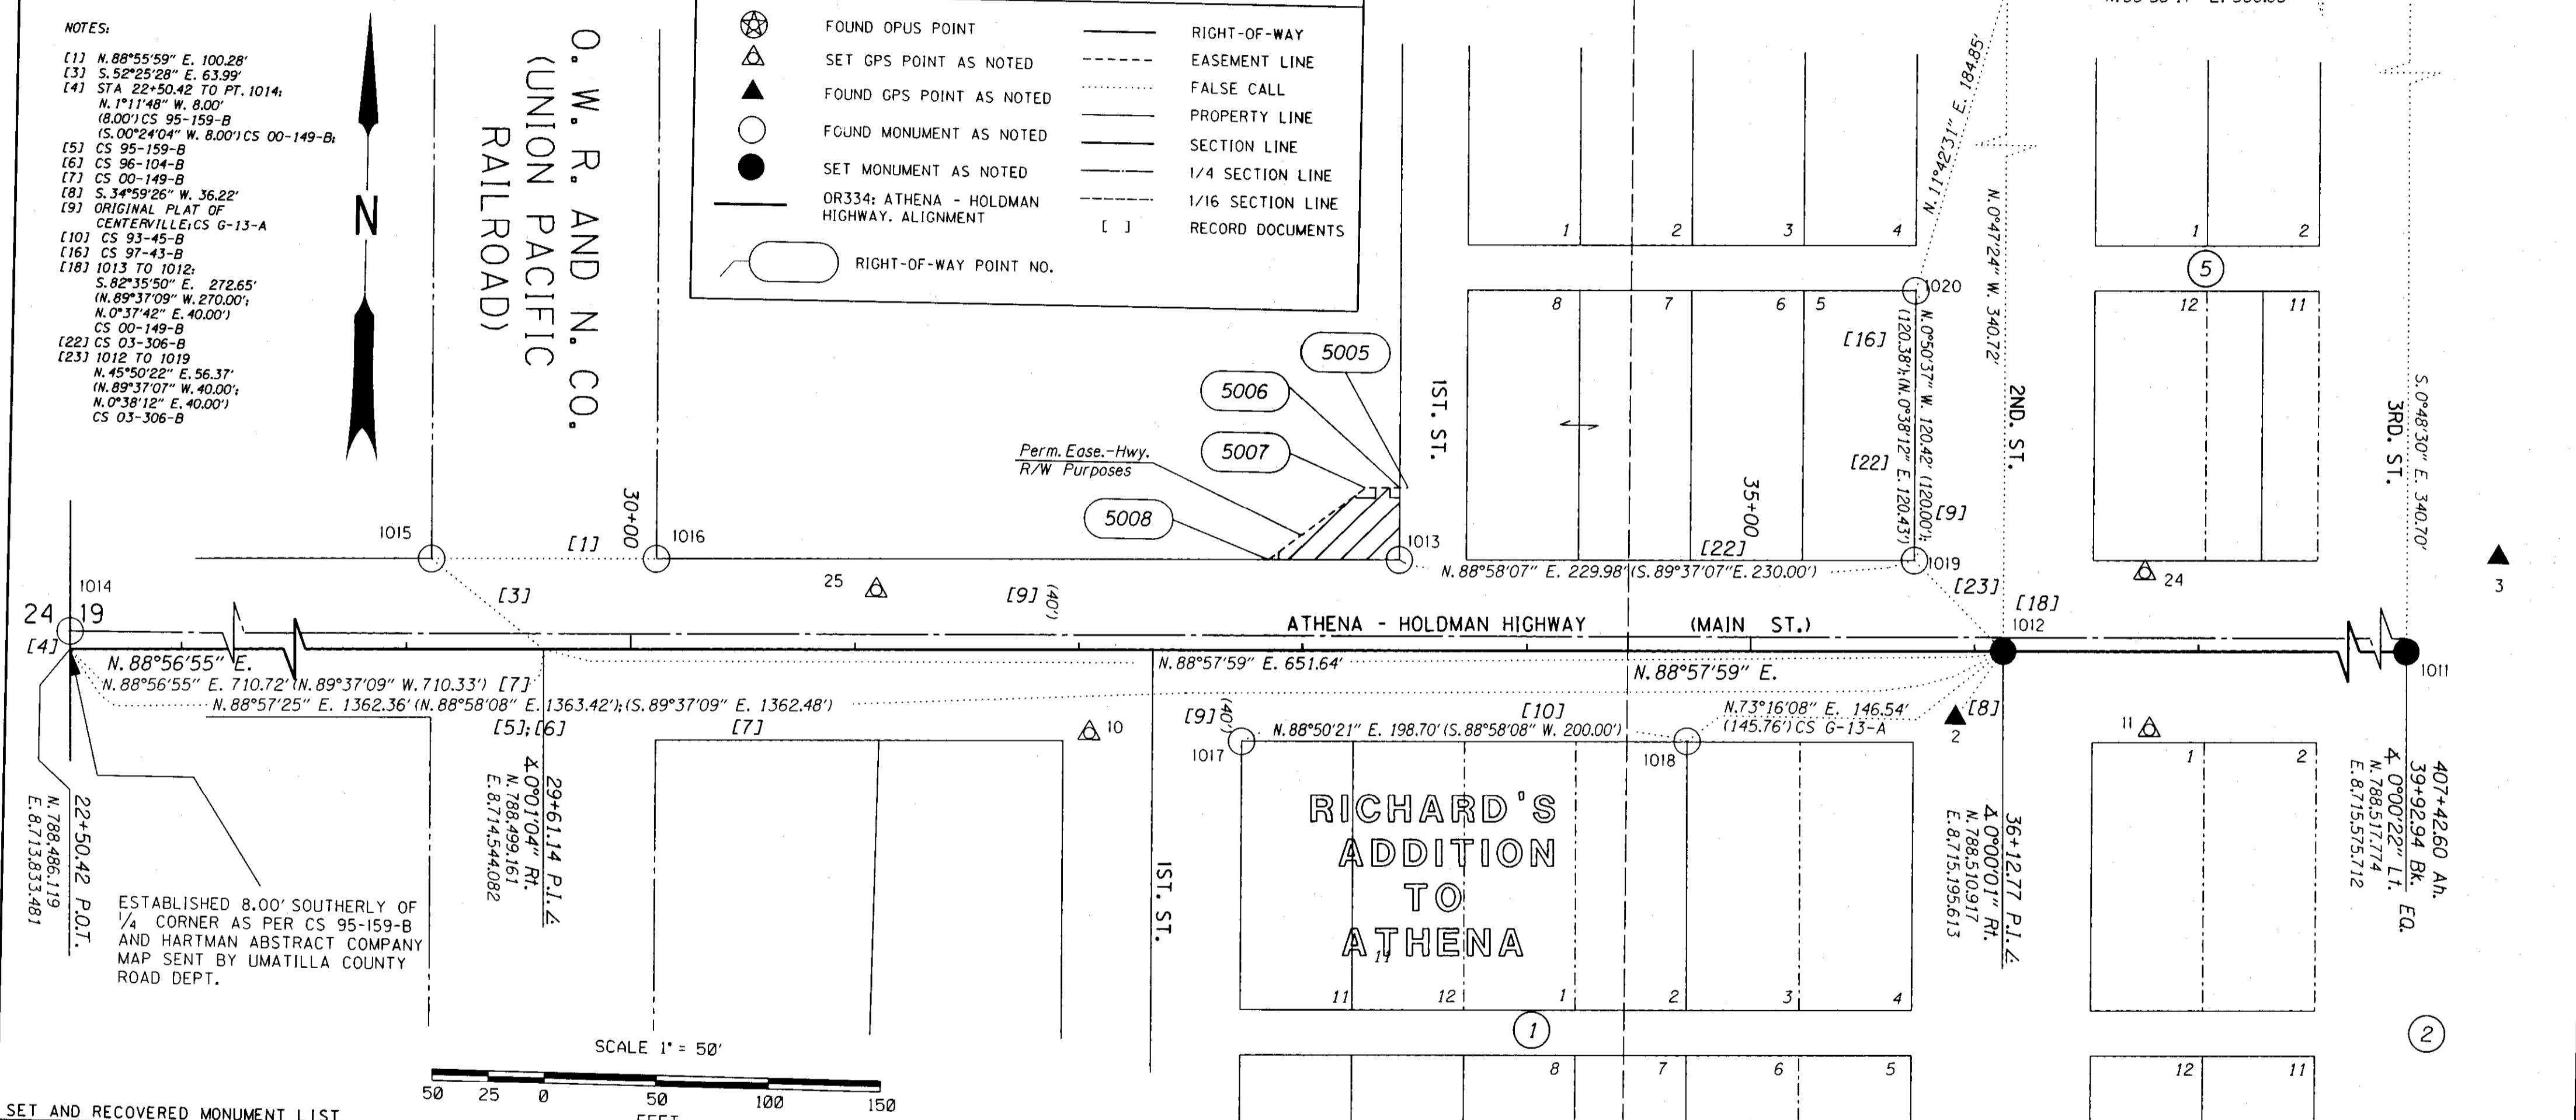 NOTES:
[1] N.88°55'59" E. 100.28'
[3] S.52°25'28" E. 63.99'
[4] STA 22+50.42 TO PT. 1014;
N. 1°11'48" W. 8.00'
(8.00') CS 95-159-B
(S.00°24'04" W. 8.00') CS 00-149-B;
[5] CS 95-159-B
[6] CS 96-104-B
[7] CS 00-149-B
[8] S.34°59'26" W. 36.22'
[9] ORIGINAL PLAT OF
CENTERVILLE;CS G-13-A
[10] CS 93-45-B
[16] CS 97-43-B
[18] 1013 TO 1012:
S.82°35'50" E. 272.65'
(N.89°37'09" W. 270.00';
N.0°37'42" E. 40.00')
CS 00-149-B
[22] CS 03-306-B
[23] 1012 TO 1019
N.45°50'22" E.56.37'
(N.89°37'07" W. 40.00';
N.0°38'12" E. 40.00')
CS 03-306-B
N
O. W. R. AND N. CO.
(UNION PACIFIC
RAILROAD)
FOUND OPUS POINT
SET GPS POINT AS NOTED
FOUND GPS POINT AS NOTED
FOUND MONUMENT AS NOTED
SET MONUMENT AS NOTED
OR334: ATHENA - HOLDMAN
HIGHWAY. ALIGNMENT
RIGHT-OF-WAY POINT NO.
RIGHT-OF-WAY
EASEMENT LINE
FALSE CALL
PROPERTY LINE
SECTION LINE
1/4 SECTION LINE
1/16 SECTION LINE
[ ] RECORD DOCUMENTS
5005
5006
5007
5008
Perm. Ease.-Hwy.
R/W Purposes
1ST. ST.
1 2 3 4
8 7 6 5
[16]
[22]
35+00
[22]
1020
N. 11°42'31" E. 184.85'
N.0°50'37" W. 120.42' (120.00');
(120.38');(N.0°38'12" E. 120.43')
[9]
N.0°47'24" W. 340.72'
2ND. ST.
1 2
5
12 11
3RD. ST.
S.0°48'30" E. 340.70'
3
24
1015
[1]
30+00
1016
25
[9] (40')
1013
N.88°58'07" E. 229.98' (S.89°37'07"E. 230.00')
1019
[23]
[18]
1012
1014
24 19
[4]
[3]
ATHENA - HOLDMAN HIGHWAY (MAIN ST.)
N. 88°56'55" E.
N.88°57'59" E. 651.64'
N.88°57'59" E.
1011
N.88°56'55" E. 710.72' (N.89°37'09" W.710.33') [7]
N.88°57'25" E. 1362.36' (N.88°58'08" E. 1363.42');(S.89°37'09" E. 1362.48')
[5];[6]
[7]
10
[9] (40')
1017
N.88°50'21" E. 198.70' (S.88°58'08" W. 200.00')
[10]
1018
N.73°16'08" E. 146.54'
(145.76') CS G-13-A
[8]
2
11
22+50.42 P.O.T.
N.788,486.119
E.8,713,833.481
29+61.14 P.I.∠
∡ 0°01'04" Rt.
N.788,499.161
E.8,714,544.082
36+12.77 P.I.∠
∡ 0°00'01" Rt.
N.788,510.917
E.8,715,195.613
407+42.60 Ah.
39+92.94 Bk. EQ.
∡ 0°00'22" Lt.
N.788,517.774
E.8,715,575.712
ESTABLISHED 8.00' SOUTHERLY OF
1/4 CORNER AS PER CS 95-159-B
AND HARTMAN ABSTRACT COMPANY
MAP SENT BY UMATILLA COUNTY
ROAD DEPT.
1ST. ST.
RICHARD'S
ADDITION
TO
ATHENA
11
11 12 1 2 3 4
1
8 7 6 5
1 2
2
12 11
SCALE 1" = 50'
50 25 0 50 100 150
FEET
SET AND RECOVERED MONUMENT LIST